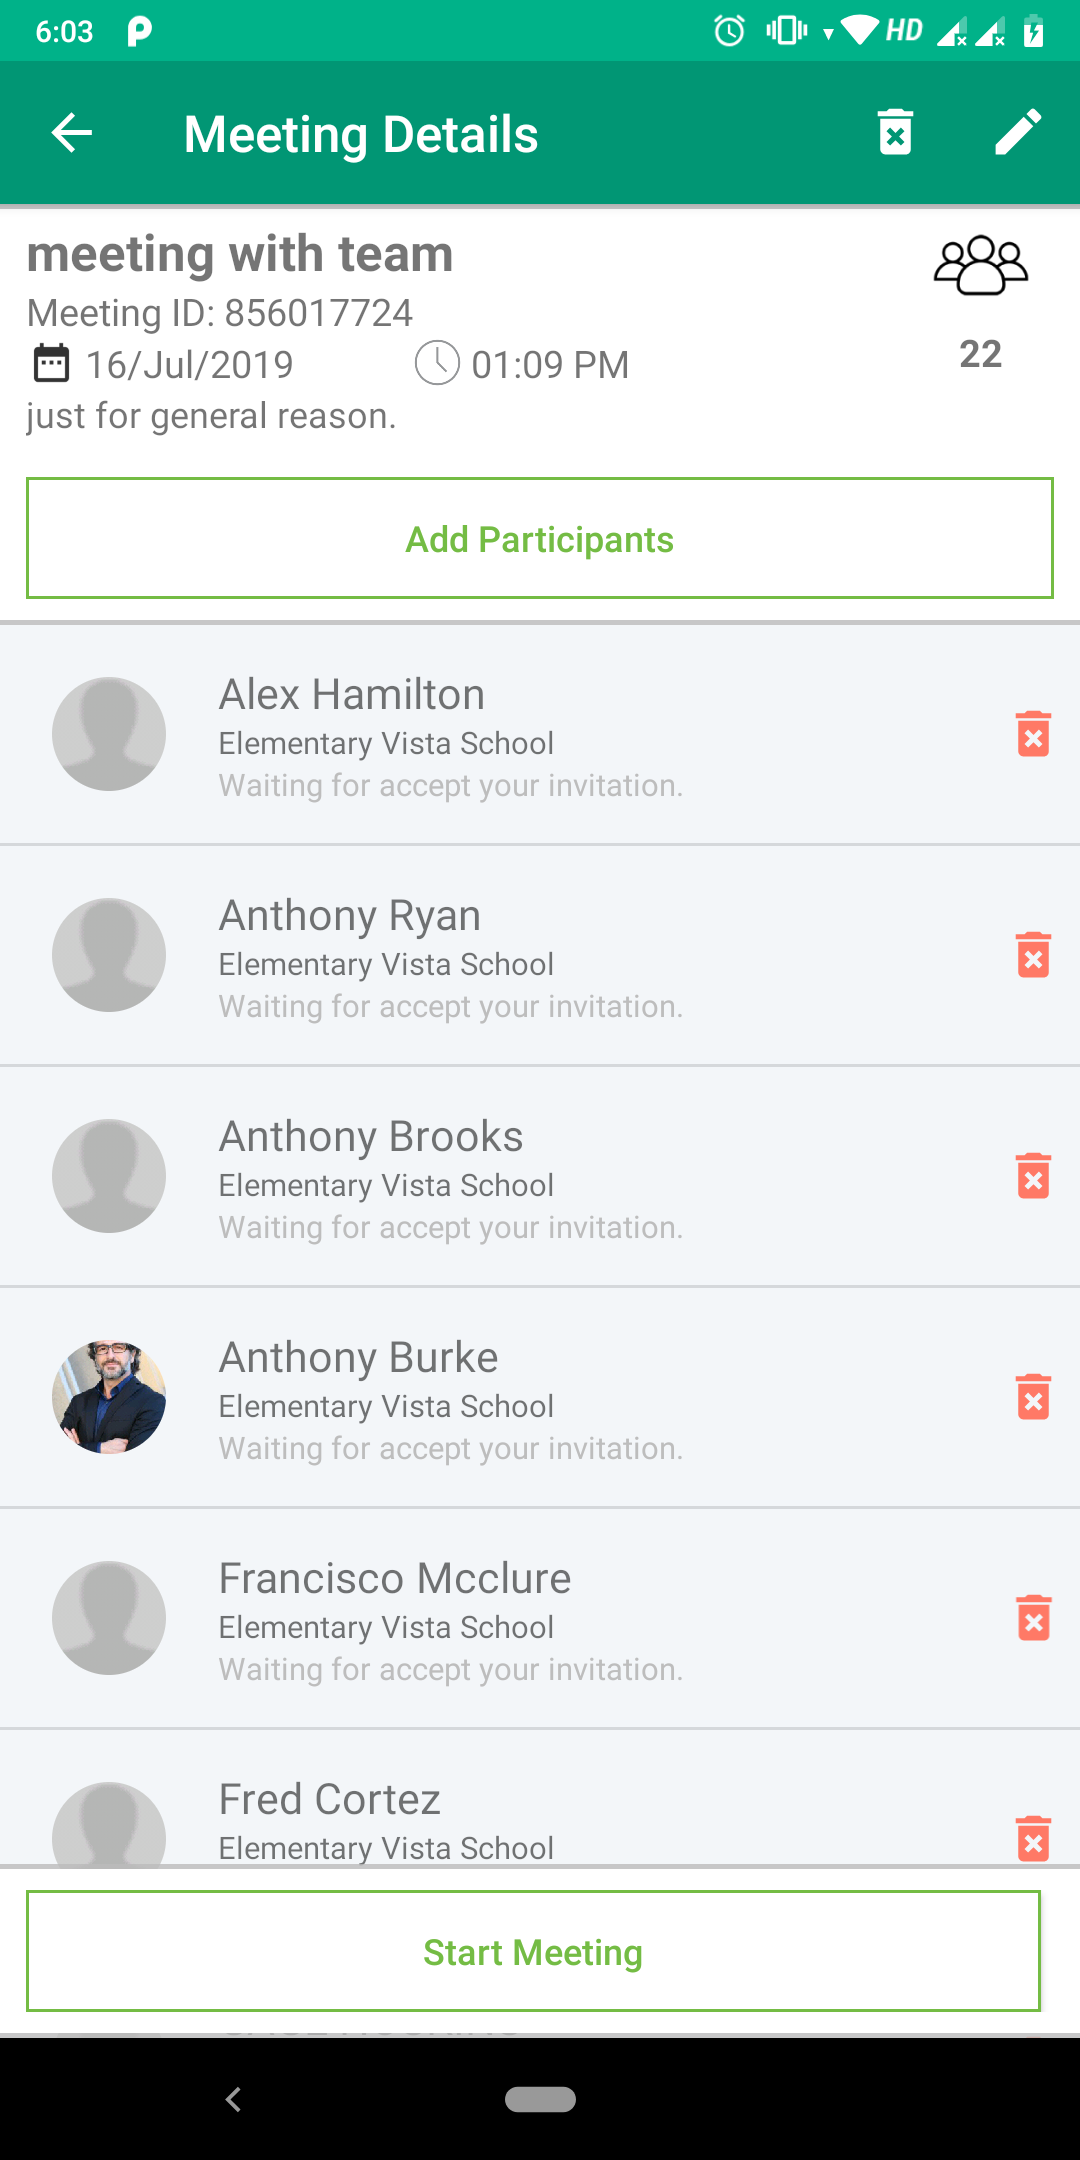 6:03
HD
Meeting Details
meeting with team
Meeting ID: 856017724
16/Jul/2019
01:09 PM
22
just for general reason.
Add Participants
Alex Hamilton
Elementary Vista School
Waiting for accept your invitation.
Anthony Ryan
Elementary Vista School
Waiting for accept your invitation.
Anthony Brooks
Elementary Vista School
Waiting for accept your invitation.
Anthony Burke
Elementary Vista School
Waiting for accept your invitation.
Francisco Mcclure
Elementary Vista School
Waiting for accept your invitation.
Fred Cortez
Elementary Vista School
Start Meeting